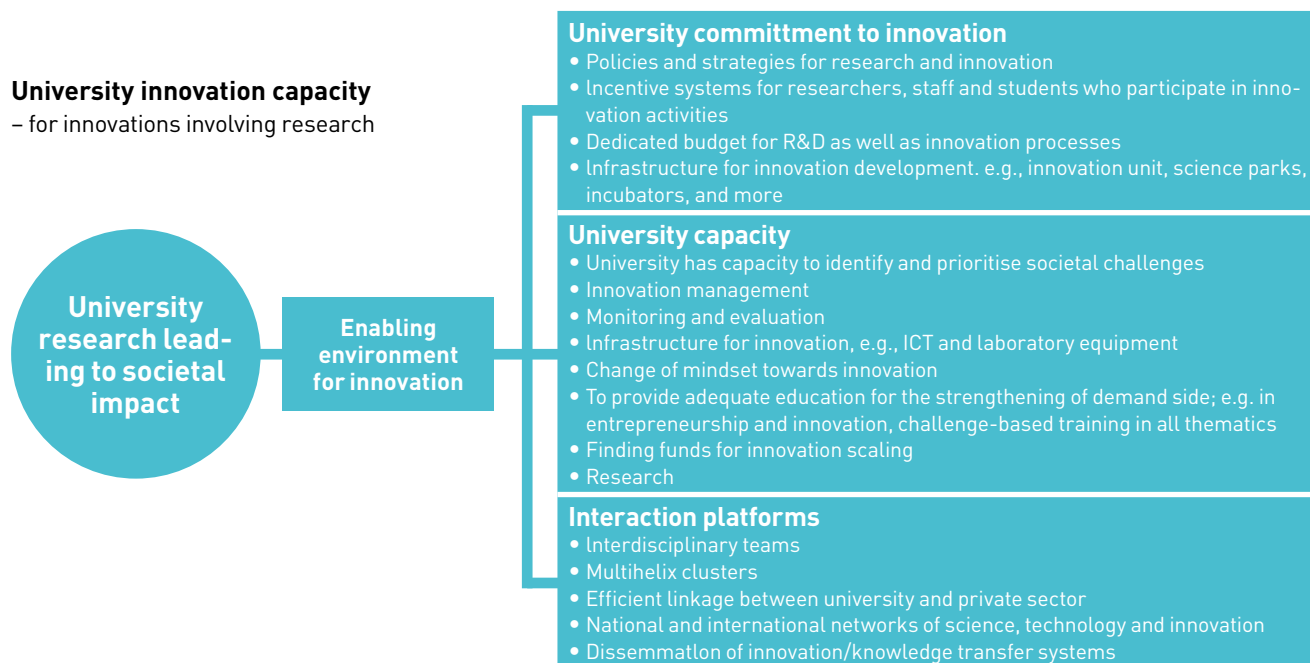 University innovation capacity
– for innovations involving research
University
research lead-
ing to societal
impact
Enabling
environment
for innovation
University committment to innovation
• Policies and strategies for research and innovation
• Incentive systems for researchers, staff and students who participate in inno-
vation activities
• Dedicated budget for R&D as well as innovation processes
• Infrastructure for innovation development. e.g., innovation unit, science parks,
incubators, and more
University capacity
• University has capacity to identify and prioritise societal challenges
• Innovation management
• Monitoring and evaluation
• Infrastructure for innovation, e.g., ICT and laboratory equipment
• Change of mindset towards innovation
• To provide adequate education for the strengthening of demand side; e.g. in
entrepreneurship and innovation, challenge-based training in all thematics
• Finding funds for innovation scaling
• Research
Interaction platforms
• Interdisciplinary teams
• Multihelix clusters
• Efficient linkage between university and private sector
• National and international networks of science, technology and innovation
• Dissemmatlon of innovation/knowledge transfer systems